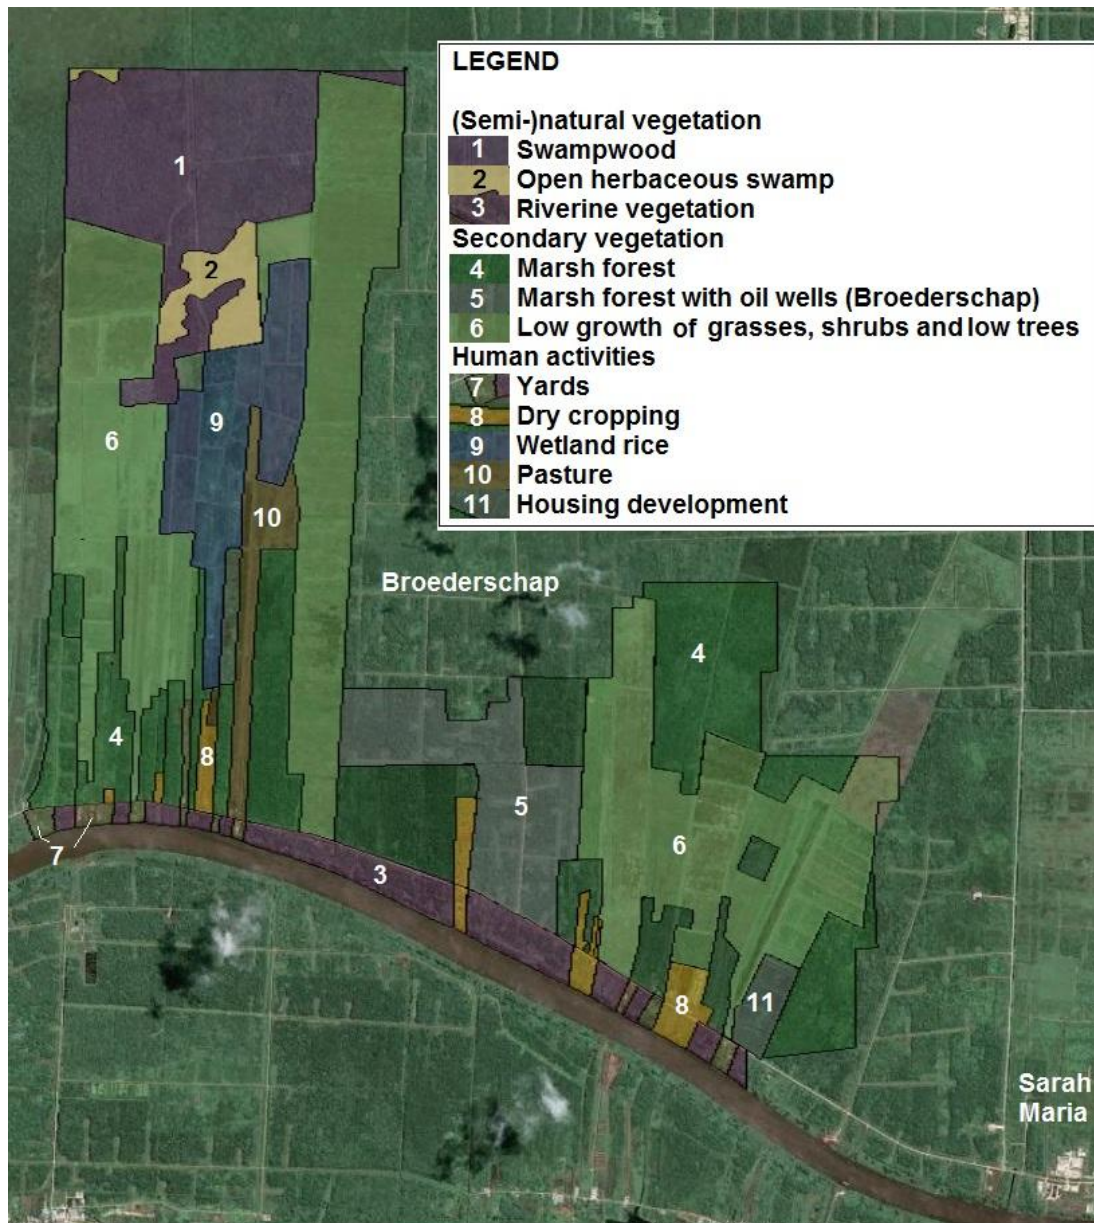 LEGEND
(Semi-)natural vegetation
1 Swampwood
2 Open herbaceous swamp
3 Riverine vegetation
Secondary vegetation
4 Marsh forest
5 Marsh forest with oil wells (Broederschap)
6 Low growth of grasses, shrubs and low trees
Human activities
7 Yards
8 Dry cropping
9 Wetland rice
10 Pasture
11 Housing development
1
2
6
9
10
Broederschap
4
4
8
5
6
7
3
8
11
Sarah
Maria